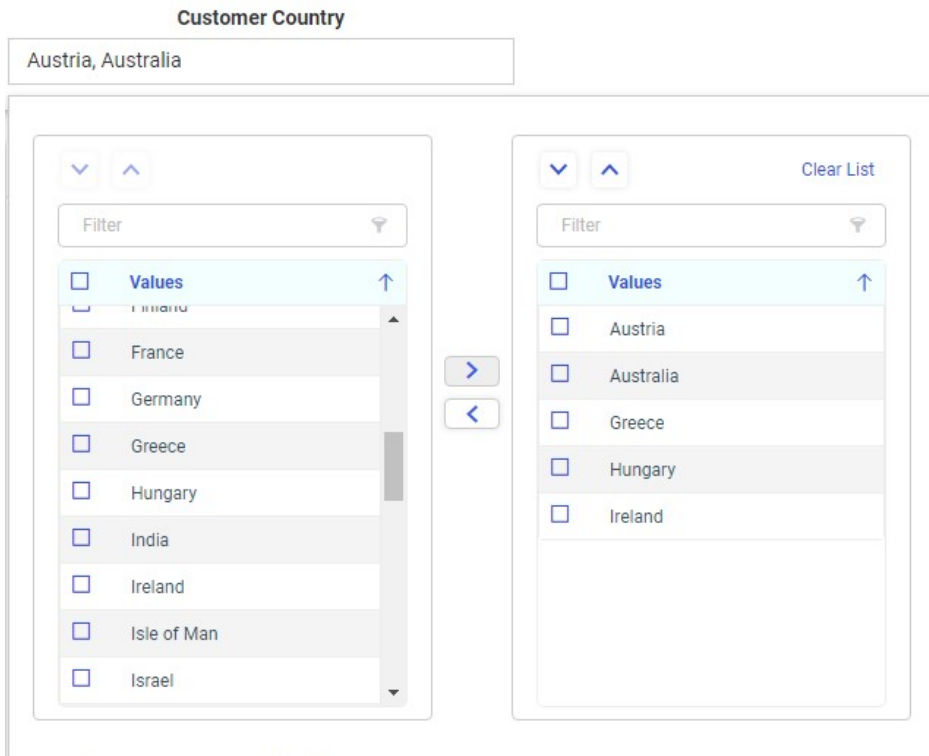 Customer Country
Austria, Australia
Clear List
Filter
Filter
Values
Values
Finland
France
Germany
Greece
Hungary
India
Ireland
Isle of Man
Israel
Austria
Australia
Greece
Hungary
Ireland